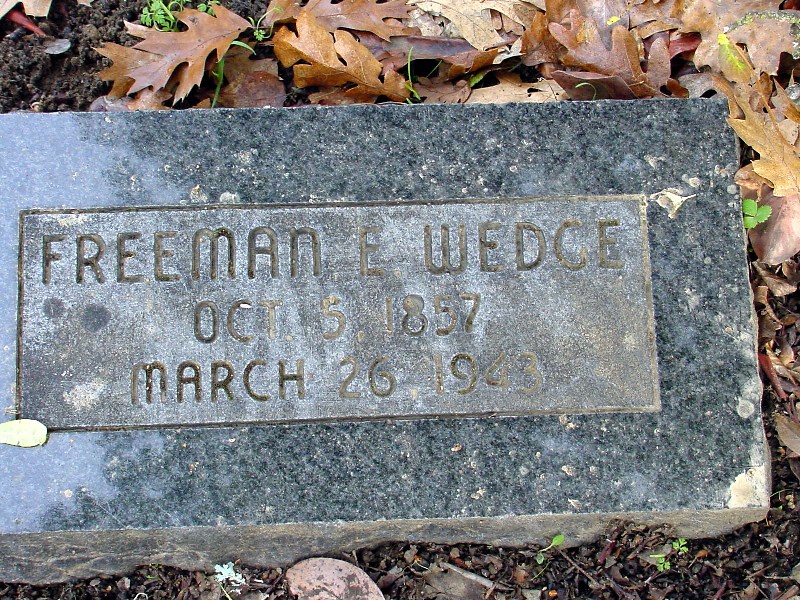 FREEMAN E. WEDGE
OCT. 5, 1857
MARCH 26, 1943